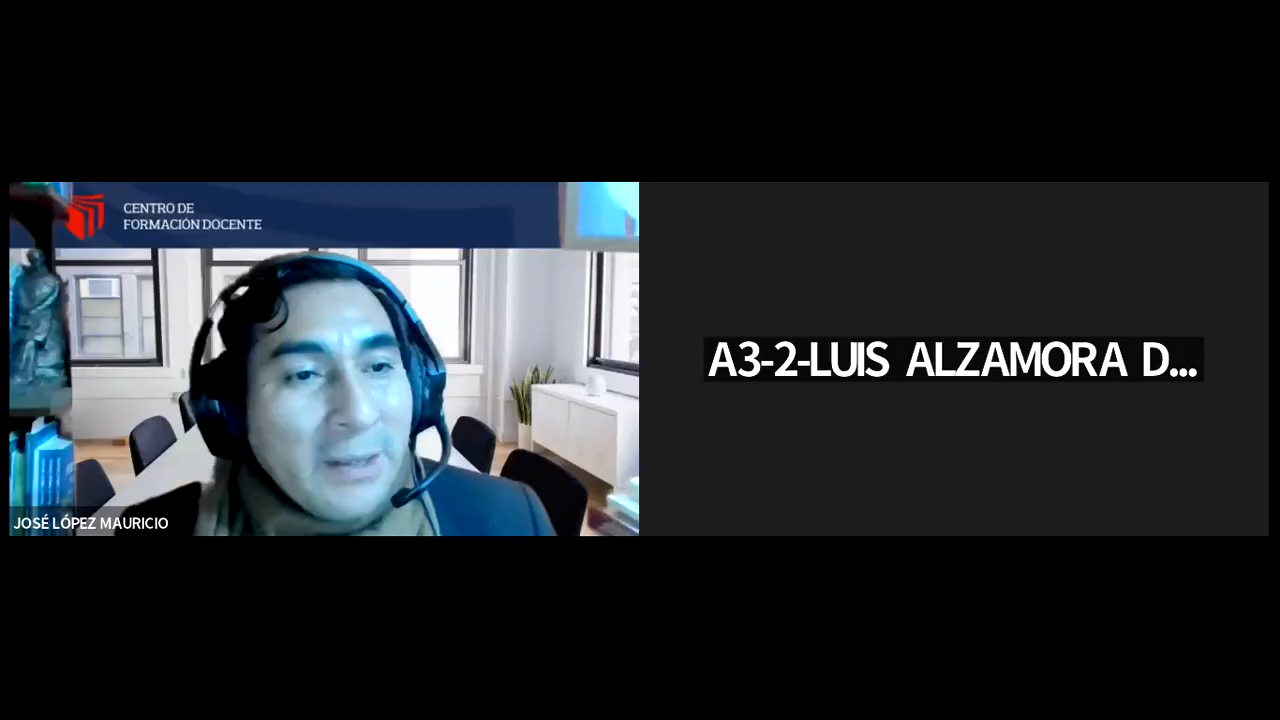 CENTRO DE
FORMACIÓN DOCENTE
JOSÉ LÓPEZ MAURICIO
A3-2-LUIS ALZAMORA D...